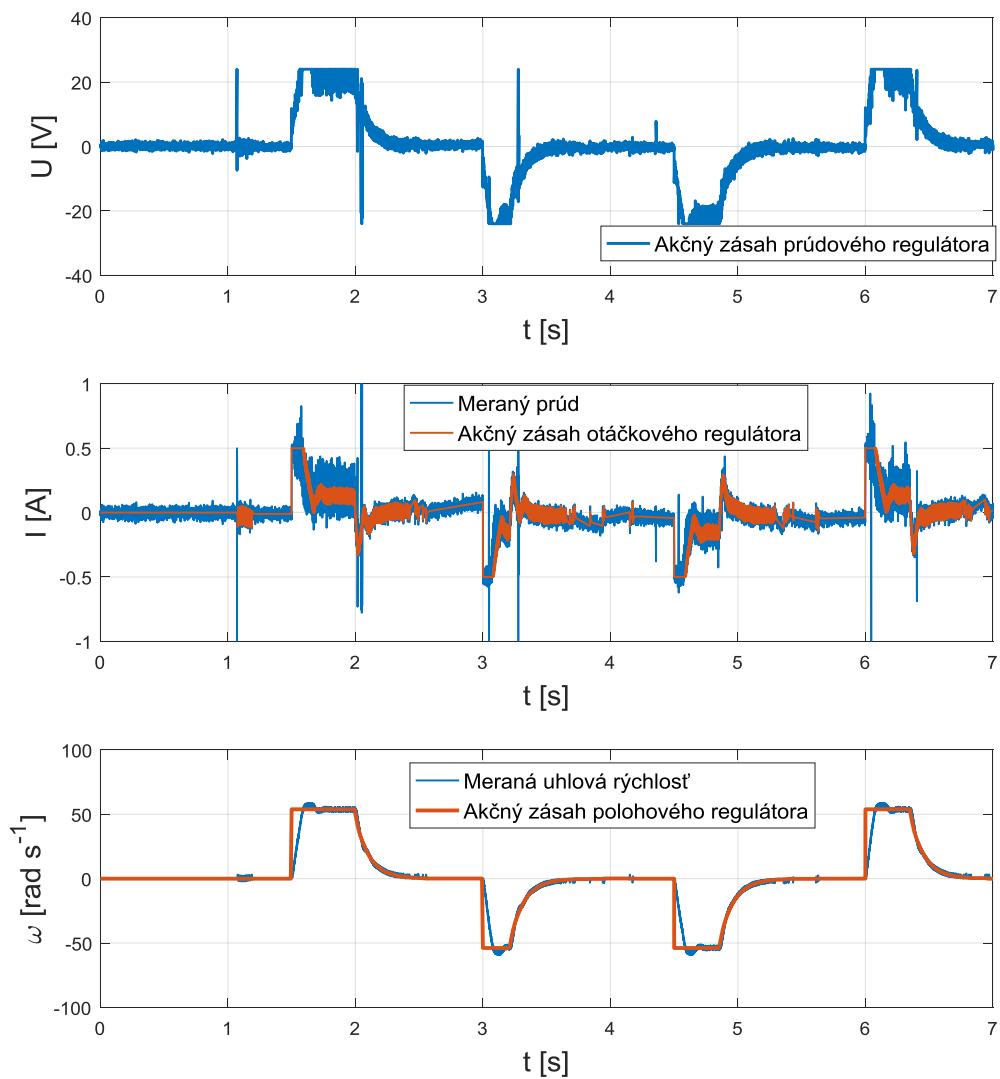 40
20
0
-20
-40
U [V]
Akčný zásah prúdového regulátora
0 1 2 3 4 5 6 7
t [s]
1
0.5
0
-0.5
-1
I [A]
Meraný prúd
Akčný zásah otáčkového regulátora
0 1 2 3 4 5 6 7
t [s]
100
50
0
-50
-100
ω [rad s⁻¹]
Meraná uhlová rýchlosť
Akčný zásah polohového regulátora
0 1 2 3 4 5 6 7
t [s]